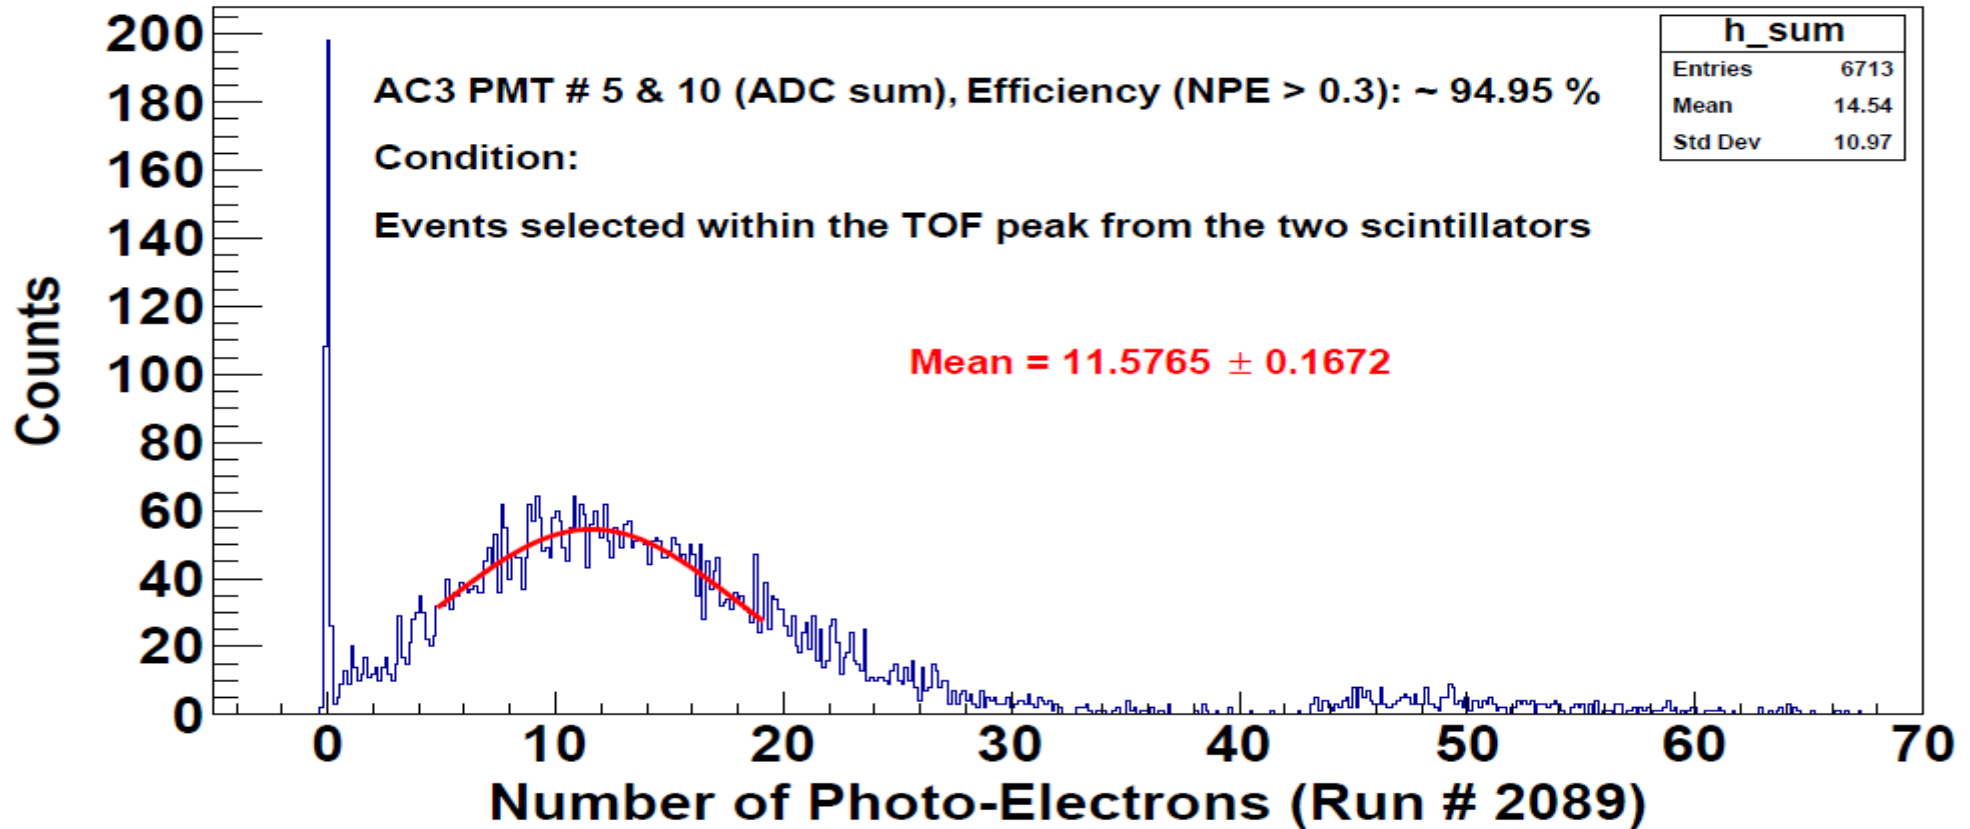 h_sum
Entries 6713
Mean 14.54
Std Dev 10.97
AC3 PMT # 5 & 10 (ADC sum), Efficiency (NPE > 0.3): ~ 94.95 %
Condition:
Events selected within the TOF peak from the two scintillators
Mean = 11.5765 ± 0.1672
Counts
200
180
160
140
120
100
80
60
40
20
0
0 10 20 30 40 50 60 70
Number of Photo-Electrons (Run # 2089)